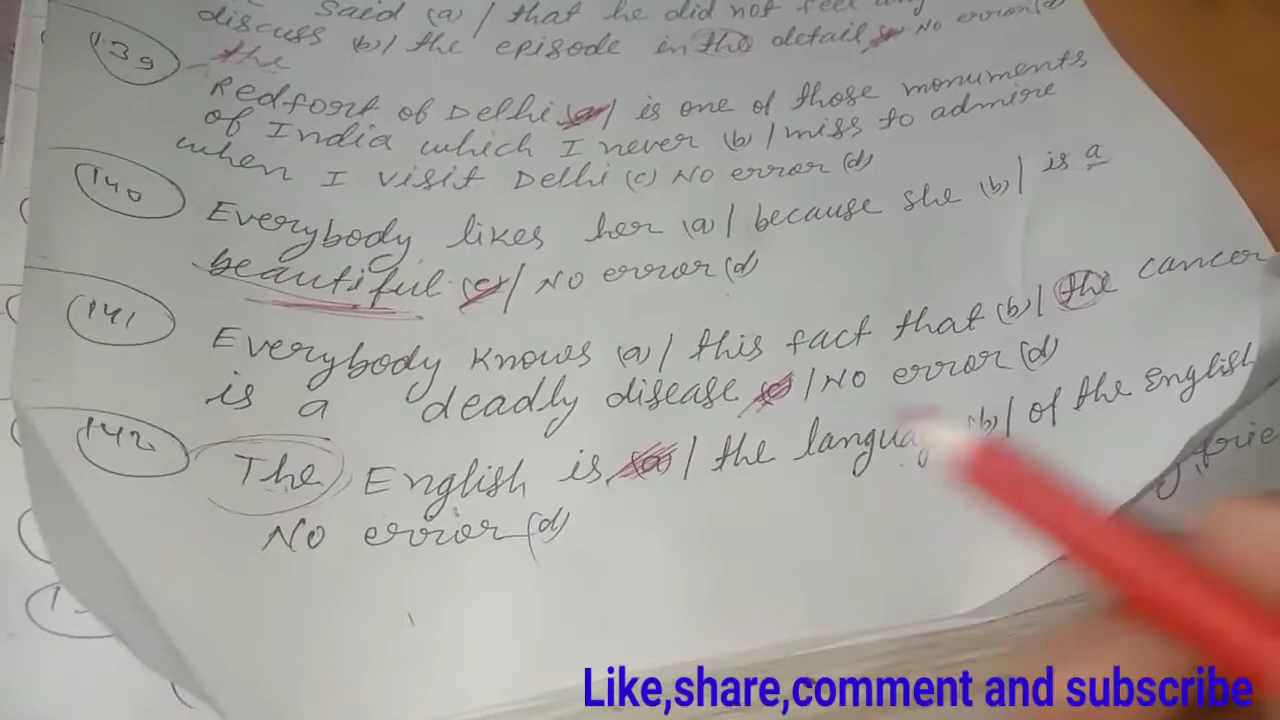 said (a) / that he did not feel
discuss (b) / the episode in the detail (c) No error (d)
139 the
Redfort of Delhi (a) / is one of those monuments
of India which I never (b) / miss to admire
when I visit Delhi (c) No error (d)
140
Everybody likes her (a) / because she (b) / is a
beautiful (c) / No error (d)
141
Everybody knows (a) / this fact that (b) / the cancer
is a deadly disease (c) / No error (d)
142
The English is (a) / the language (b) / of the English
No error (d)
Like,share,comment and subscribe